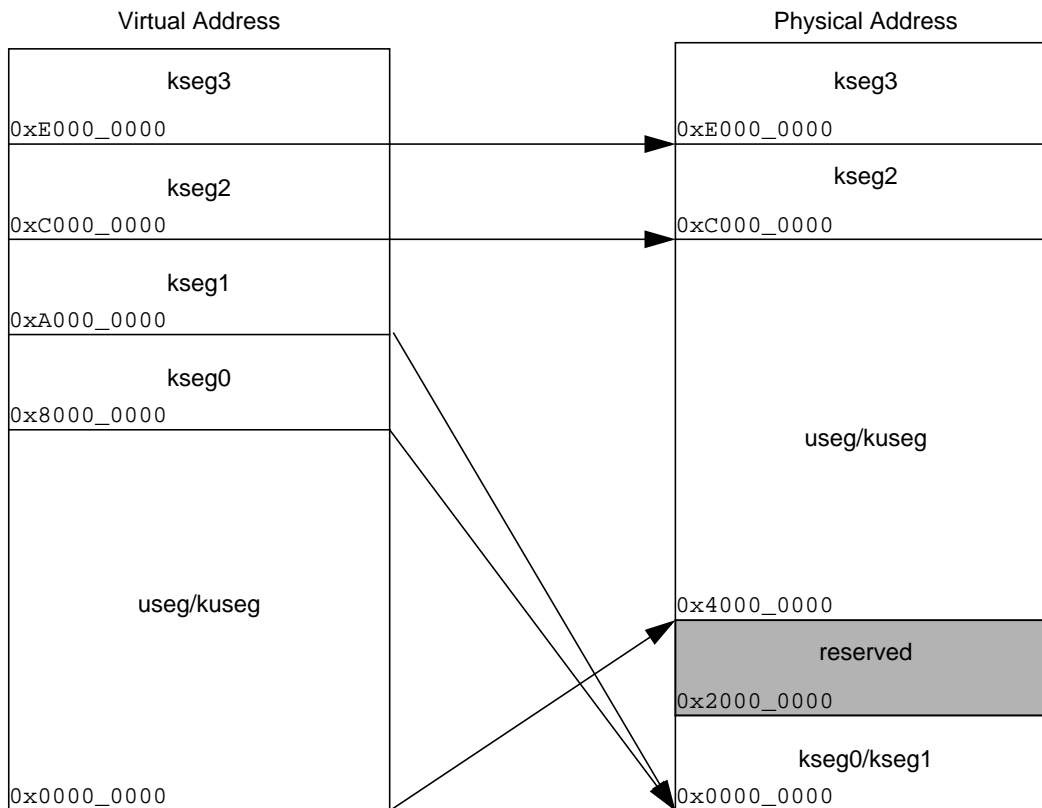 Virtual Address
kseg3
0xE000_0000
kseg2
0xC000_0000
kseg1
0xA000_0000
kseg0
0x8000_0000
useg/kuseg
0x0000_0000
Physical Address
kseg3
0xE000_0000
kseg2
0xC000_0000
useg/kuseg
0x4000_0000
reserved
0x2000_0000
kseg0/kseg1
0x0000_0000